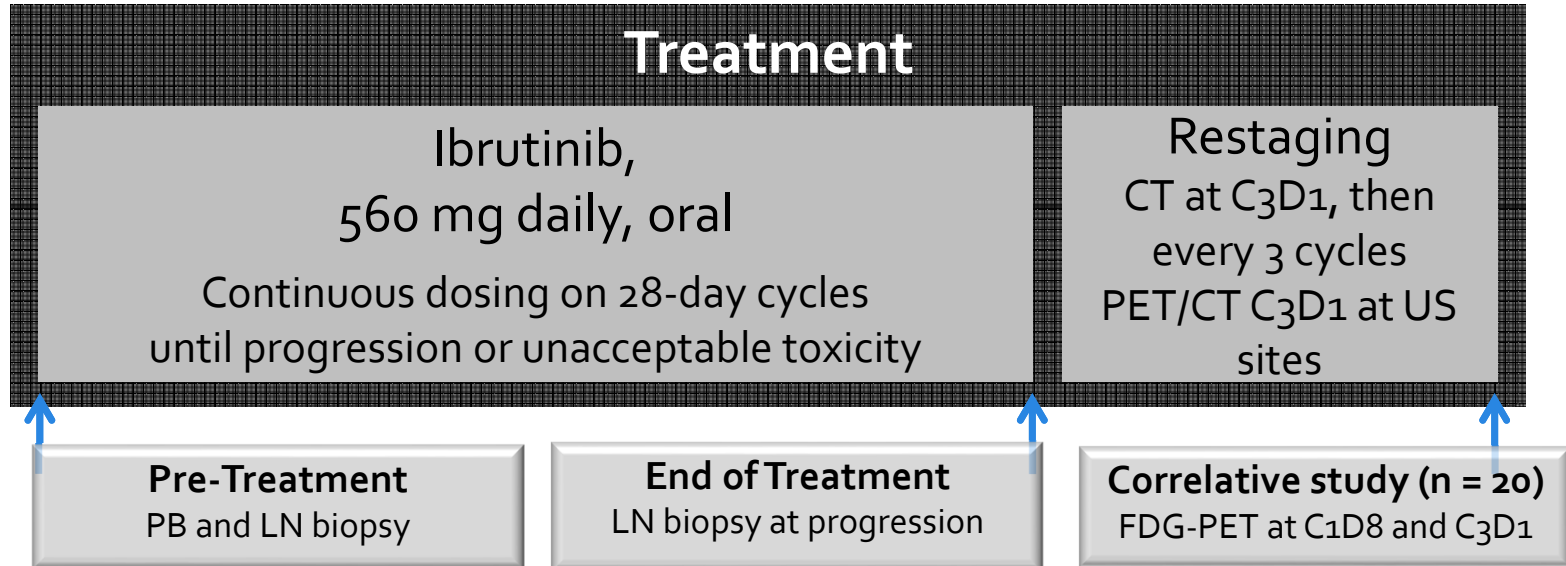 Treatment
Ibrutinib,
560 mg daily, oral
Continuous dosing on 28-day cycles
until progression or unacceptable toxicity
Restaging
CT at C3D1, then
every 3 cycles
PET/CT C3D1 at US
sites
Pre-Treatment
PB and LN biopsy
End of Treatment
LN biopsy at progression
Correlative study (n = 20)
FDG-PET at C1D8 and C3D1